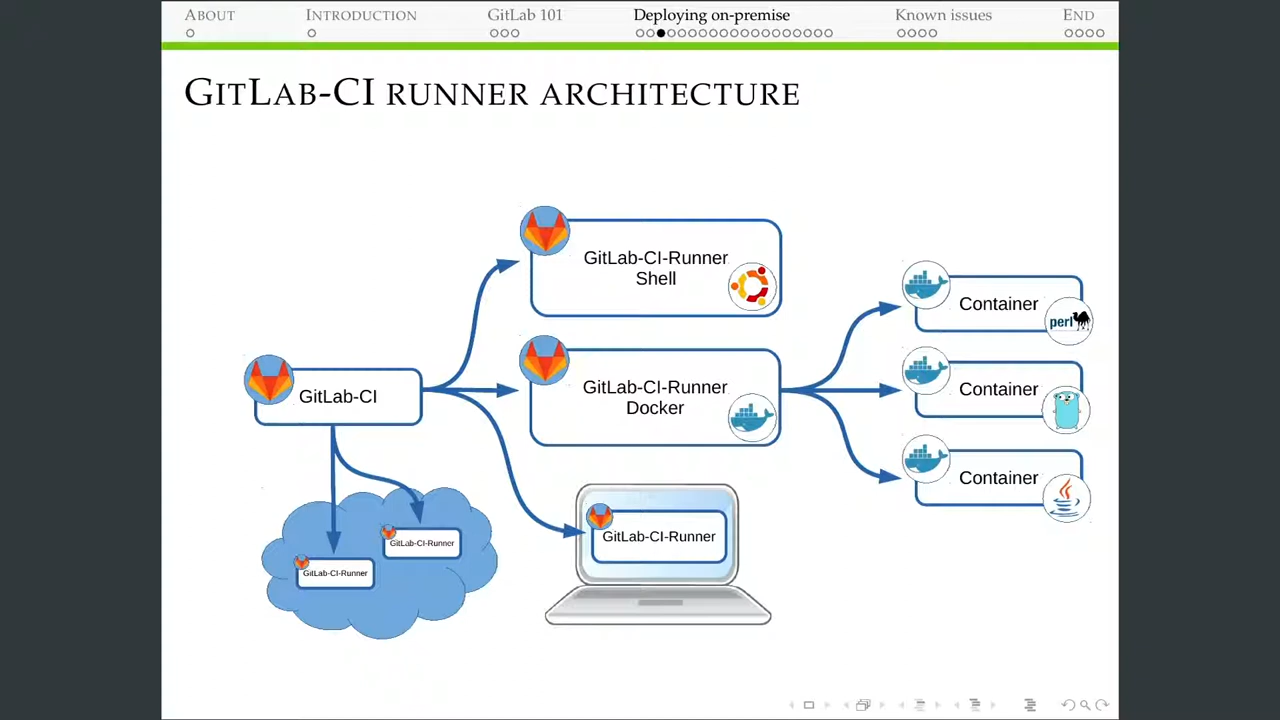 ABOUT
INTRODUCTION
GitLab 101
Deploying on-premise
Known issues
END
GITLAB-CI RUNNER ARCHITECTURE
GitLab-CI-Runner
Shell
GitLab-CI
GitLab-CI-Runner
Docker
Container
perl
Container
Container
GitLab-CI-Runner
GitLab-CI-Runner
GitLab-CI-Runner